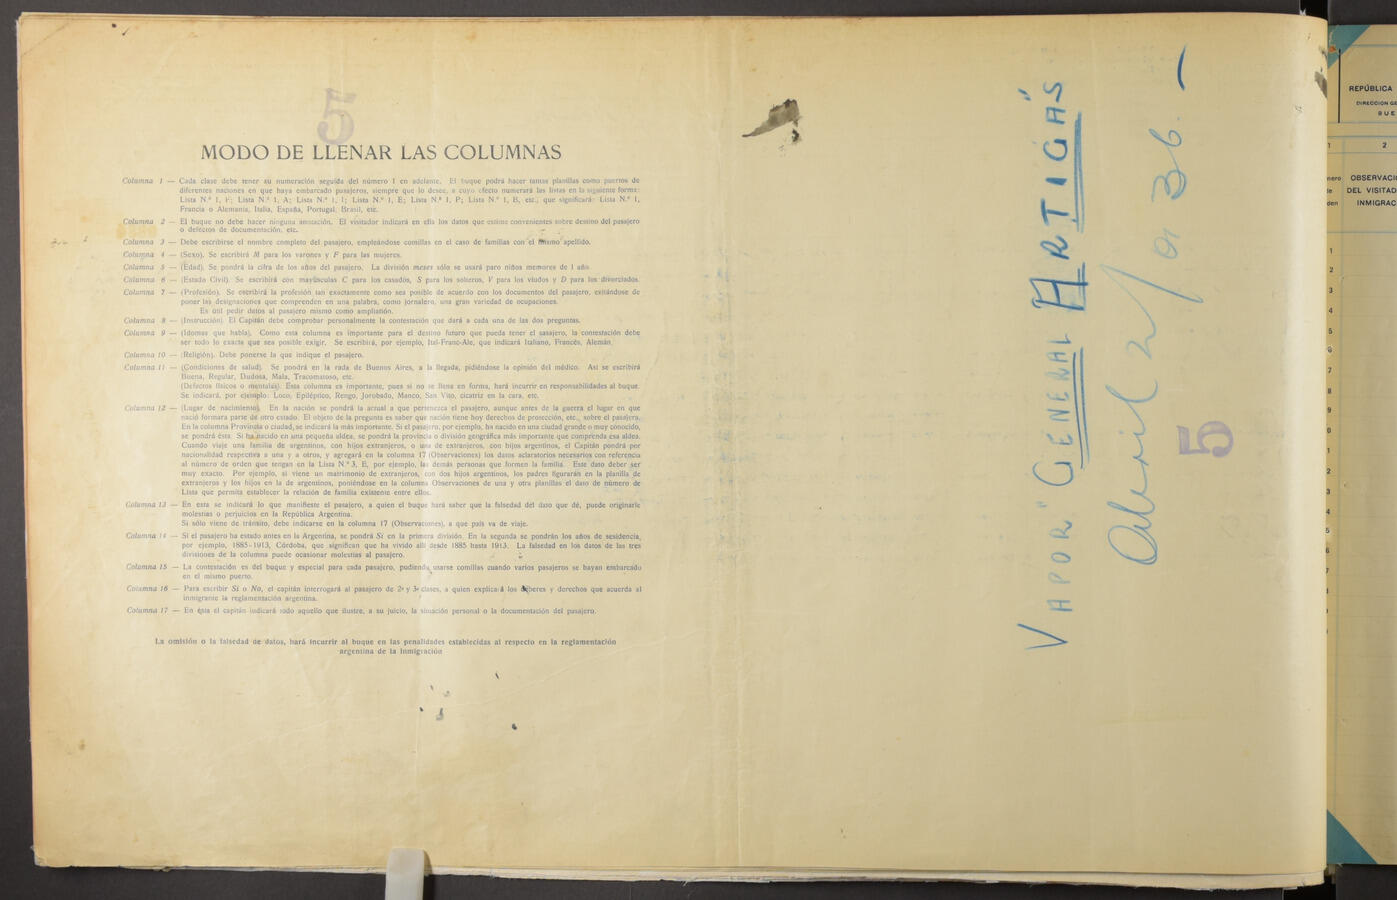 5
MODO DE LLENAR LAS COLUMNAS
Columna 1 — Cada clase debe tener su numeración seguida del número 1 en adelante. El buque podrá hacer tantas planillas como puertos de
diferentes naciones en que haya embarcado pasajeros, siempre que lo desee, a cuyo efecto numerará las listas en la siguiente forma:
Lista N.º 1, F; Lista N.º 1, A; Lista N.º 1, I; Lista N.º 1, E; Lista N.º 1, P; Lista N.º 1, B, etc., que significará: Lista N.º 1,
Francia o Alemania, Italia, España, Portugal, Brasil, etc.
Columna 2 — El buque no debe hacer ninguna anotación. El visitador indicará en ella los datos que estime convenientes sobre destino del pasajero
o defectos de documentación, etc.
Columna 3 — Debe escribirse el nombre completo del pasajero, empleándose comillas en el caso de familias con el mismo apellido.
Columna 4 — (Sexo). Se escribirá M para los varones y F para las mujeres.
Columna 5 — (Edad). Se pondrá la cifra de los años del pasajero. La división meses sólo se usará paro niños memores de 1 año.
Columna 6 — (Estado Civil). Se escribirá con mayúsculas C para los casados, S para los solteros, V para los viudos y D para los divorciados.
Columna 7 — (Profesión). Se escribirá la profesión tan exactamente como sea posible de acuerdo con los documentos del pasajero, evitándose de
poner las designaciones que comprenden en una palabra, como jornalero, una gran variedad de ocupaciones.
Es útil pedir datos al pasajero mismo como ampliación.
Columna 8 — (Instrucción). El Capitán debe comprobar personalmente la contestación que dará a cada una de las dos preguntas.
Columna 9 — (Idomas que habla). Como esta columna es importante para el destino futuro que pueda tener el sasajero, la contestación debe
ser todo lo exacta que sea posible exigir. Se escribirá, por ejemplo, Ital-Franc-Ale, que indicará Italiano, Francés, Alemán.
Columna 10 — (Religión). Debe ponerse la que indique el pasajero.
Columna 11 — (Condiciones de salud). Se pondrá en la rada de Buenos Aires, a la llegada, pidiéndose la opinión del médico. Así se escribirá
Buena, Regular, Dudosa, Mala, Tracomatoso, etc.
(Defectos físicos o mentales). Esta columna es importante, pues si no se llena en forma, hará incurrir en responsabilidades al buque.
Se indicará, por ejemplo: Loco, Epiléptico, Rengo, Jorobado, Manco, San Vito, cicatriz en la cara, etc.
Columna 12 — (Lugar de nacimiento). En la nación se pondrá la actual a que pertenezca el pasajero, aunque antes de la guerra el lugar en que
nació formara parte de otro estado. El objeto de la pregunta es saber que nación tiene hoy derechos de protección, etc., sobre el pasajero.
En la columna Provincia o ciudad, se indicará la más importante. Si el pasajero, por ejemplo, ha nacido en una ciudad grande o muy conocido,
se pondrá ésta. Si ha nacido en una pequeña aldea, se pondrá la provincia o división geográfica más importante que comprenda esa aldea.
Cuando viaje una familia de argentinos, con hijos extranjeros, o una de extranjeros, con hijos argentinos, el Capitán pondrá por
nacionalidad respectiva a una y a otros, y agregará en la columna 17 (Observaciones) los datos aclaratorios necesarios con referencia
al número de orden que tengan en la Lista N.º 3, E, por ejemplo, las demás personas que formen la familia. Este dato deber ser
muy exacto. Por ejemplo, si viene un matrimonio de extranjeros, con dos hijos argentinos, los padres figurarán en la planilla de
extranjeros y los hijos en la de argentinos, poniéndose en la columna Observaciones de una y otra planillas el dato de número de
Lista que permita establecer la relación de familia existente entre ellos.
Columna 13 — En esta se indicará lo que manifieste el pasajero, a quien el buque hará saber que la falsedad del dato que dé, puede originarle
molestias o perjuicios en la República Argentina.
Si sólo viene de tránsito, debe indicarse en la columna 17 (Observaciones), a que país va de viaje.
Columna 14 — Si el pasajero ha estado antes en la Argentina, se pondrá Sí en la primera división. En la segunda se pondrán los años de sesidencia,
por ejemplo, 1885-1913, Córdoba, que significan que ha vivido allí desde 1885 hasta 1913. La falsedad en los datos de las tres
divisiones de la columna puede ocasionar molestias al pasajero.
Columna 15 — La contestación es del buque y especial para cada pasajero, pudiendo usarse comillas cuando varios pasajeros se hayan embarcado
en el mismo puerto.
Columna 16 — Para escribir Sí o No, el capitán interrogará al pasajero de 2ª y 3ª clases, a quien explicará los deberes y derechos que acuerda al
inmigrante la reglamentación argentina.
Columna 17 — En ésta el capitán indicará todo aquello que ilustre, a su juicio, la situación personal o la documentación del pasajero.
La omisión o la falsedad de datos, hará incurrir al buque en las penalidades establecidas al respecto en la reglamentación
argentina de la Inmigración
VAPOR "GENERAL ARTIGAS"
Abril 2/936.—
5
REPÚBLICA
DIRECCION GE
BUE
1 2
OBSERVACI
DEL VISITAD
INMIGRAC
1
2
3
4
5
6
7
8
9
0
1
2
3
4
5
6
7